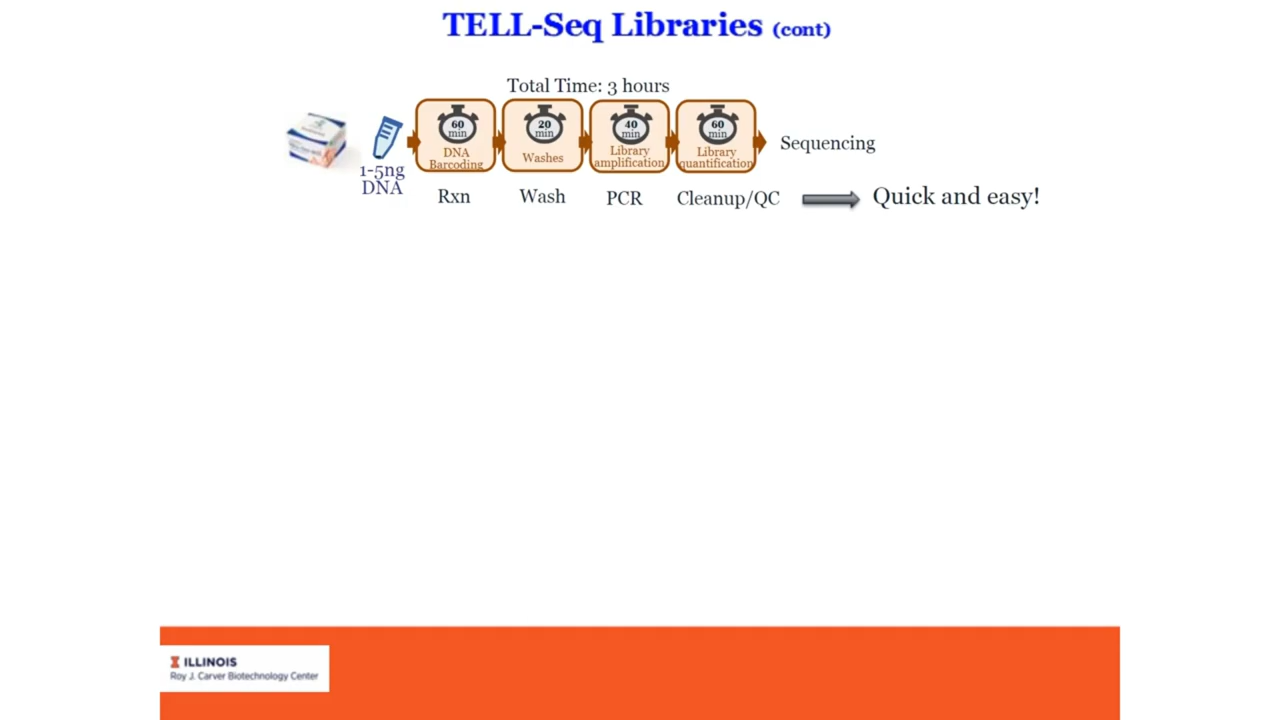 TELL-Seq Libraries (cont)
Total Time: 3 hours
1-5ng
DNA
60
min
DNA
Barcoding
20
min
Washes
40
min
Library
amplification
60
min
Library
quantification
Sequencing
Rxn
Wash
PCR
Cleanup/QC
Quick and easy!
ILLINOIS
Roy J. Carver Biotechnology Center